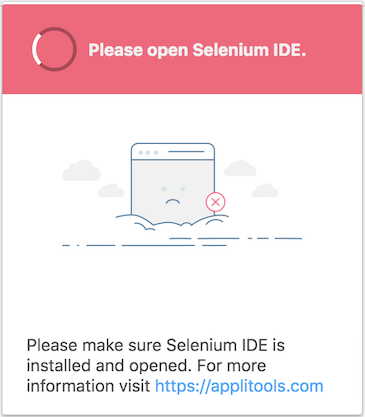 Please open Selenium IDE.
Please make sure Selenium IDE is
installed and opened. For more
information visit https://applitools.com